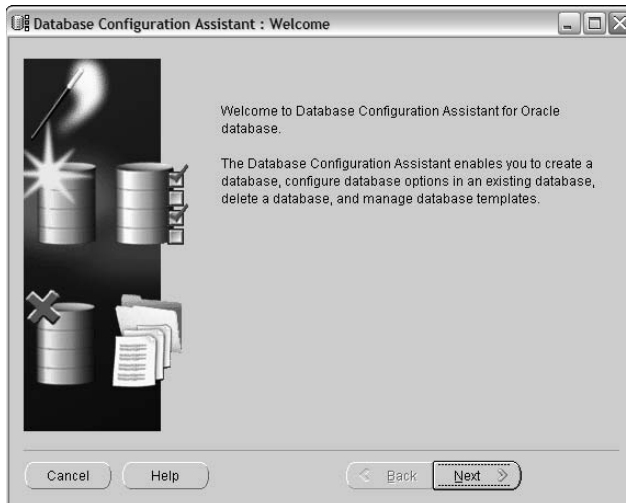 Database Configuration Assistant : Welcome
Welcome to Database Configuration Assistant for Oracle
database.
The Database Configuration Assistant enables you to create a
database, configure database options in an existing database,
delete a database, and manage database templates.
Cancel
Help
Back
Next